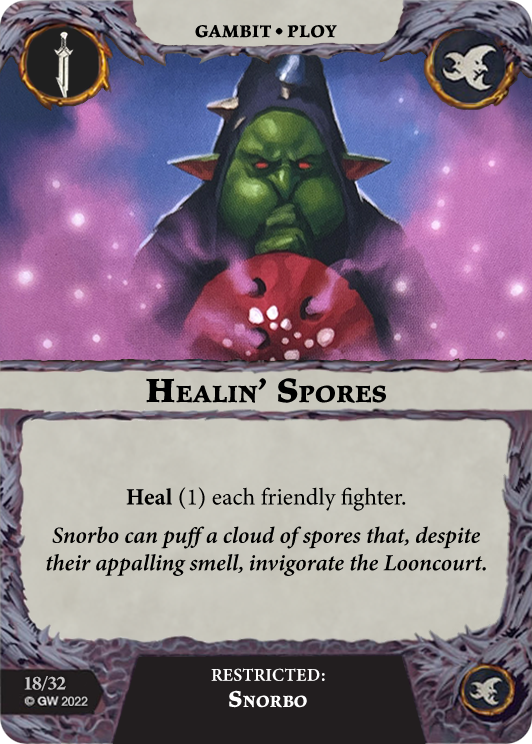 GAMBIT • PLOY
HEALIN' SPORES
Heal (1) each friendly fighter.
Snorbo can puff a cloud of spores that, despite
their appalling smell, invigorate the Looncourt.
18/32
© GW 2022
RESTRICTED:
SNORBO